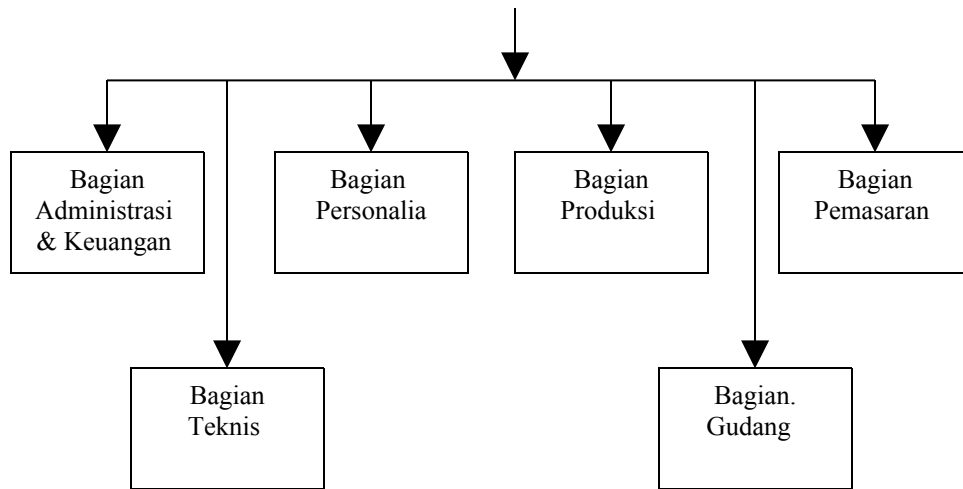 Bagian
Administrasi
& Keuangan
Bagian
Personalia
Bagian
Produksi
Bagian
Pemasaran
Bagian
Teknis
Bagian.
Gudang